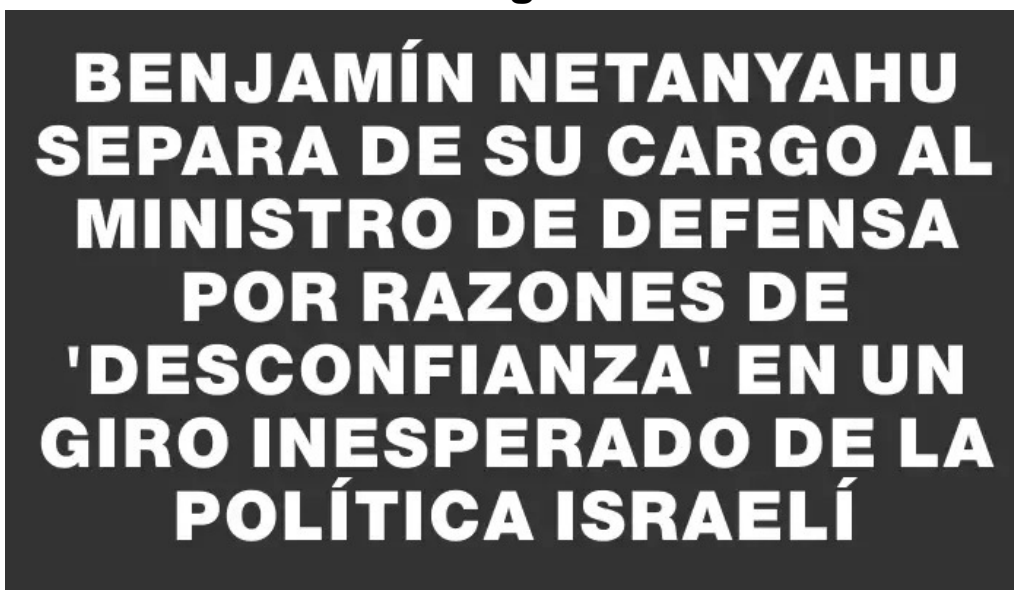 BENJAMÍN NETANYAHU
SEPARA DE SU CARGO AL
MINISTRO DE DEFENSA
POR RAZONES DE
'DESCONFIANZA' EN UN
GIRO INESPERADO DE LA
POLÍTICA ISRAELÍ